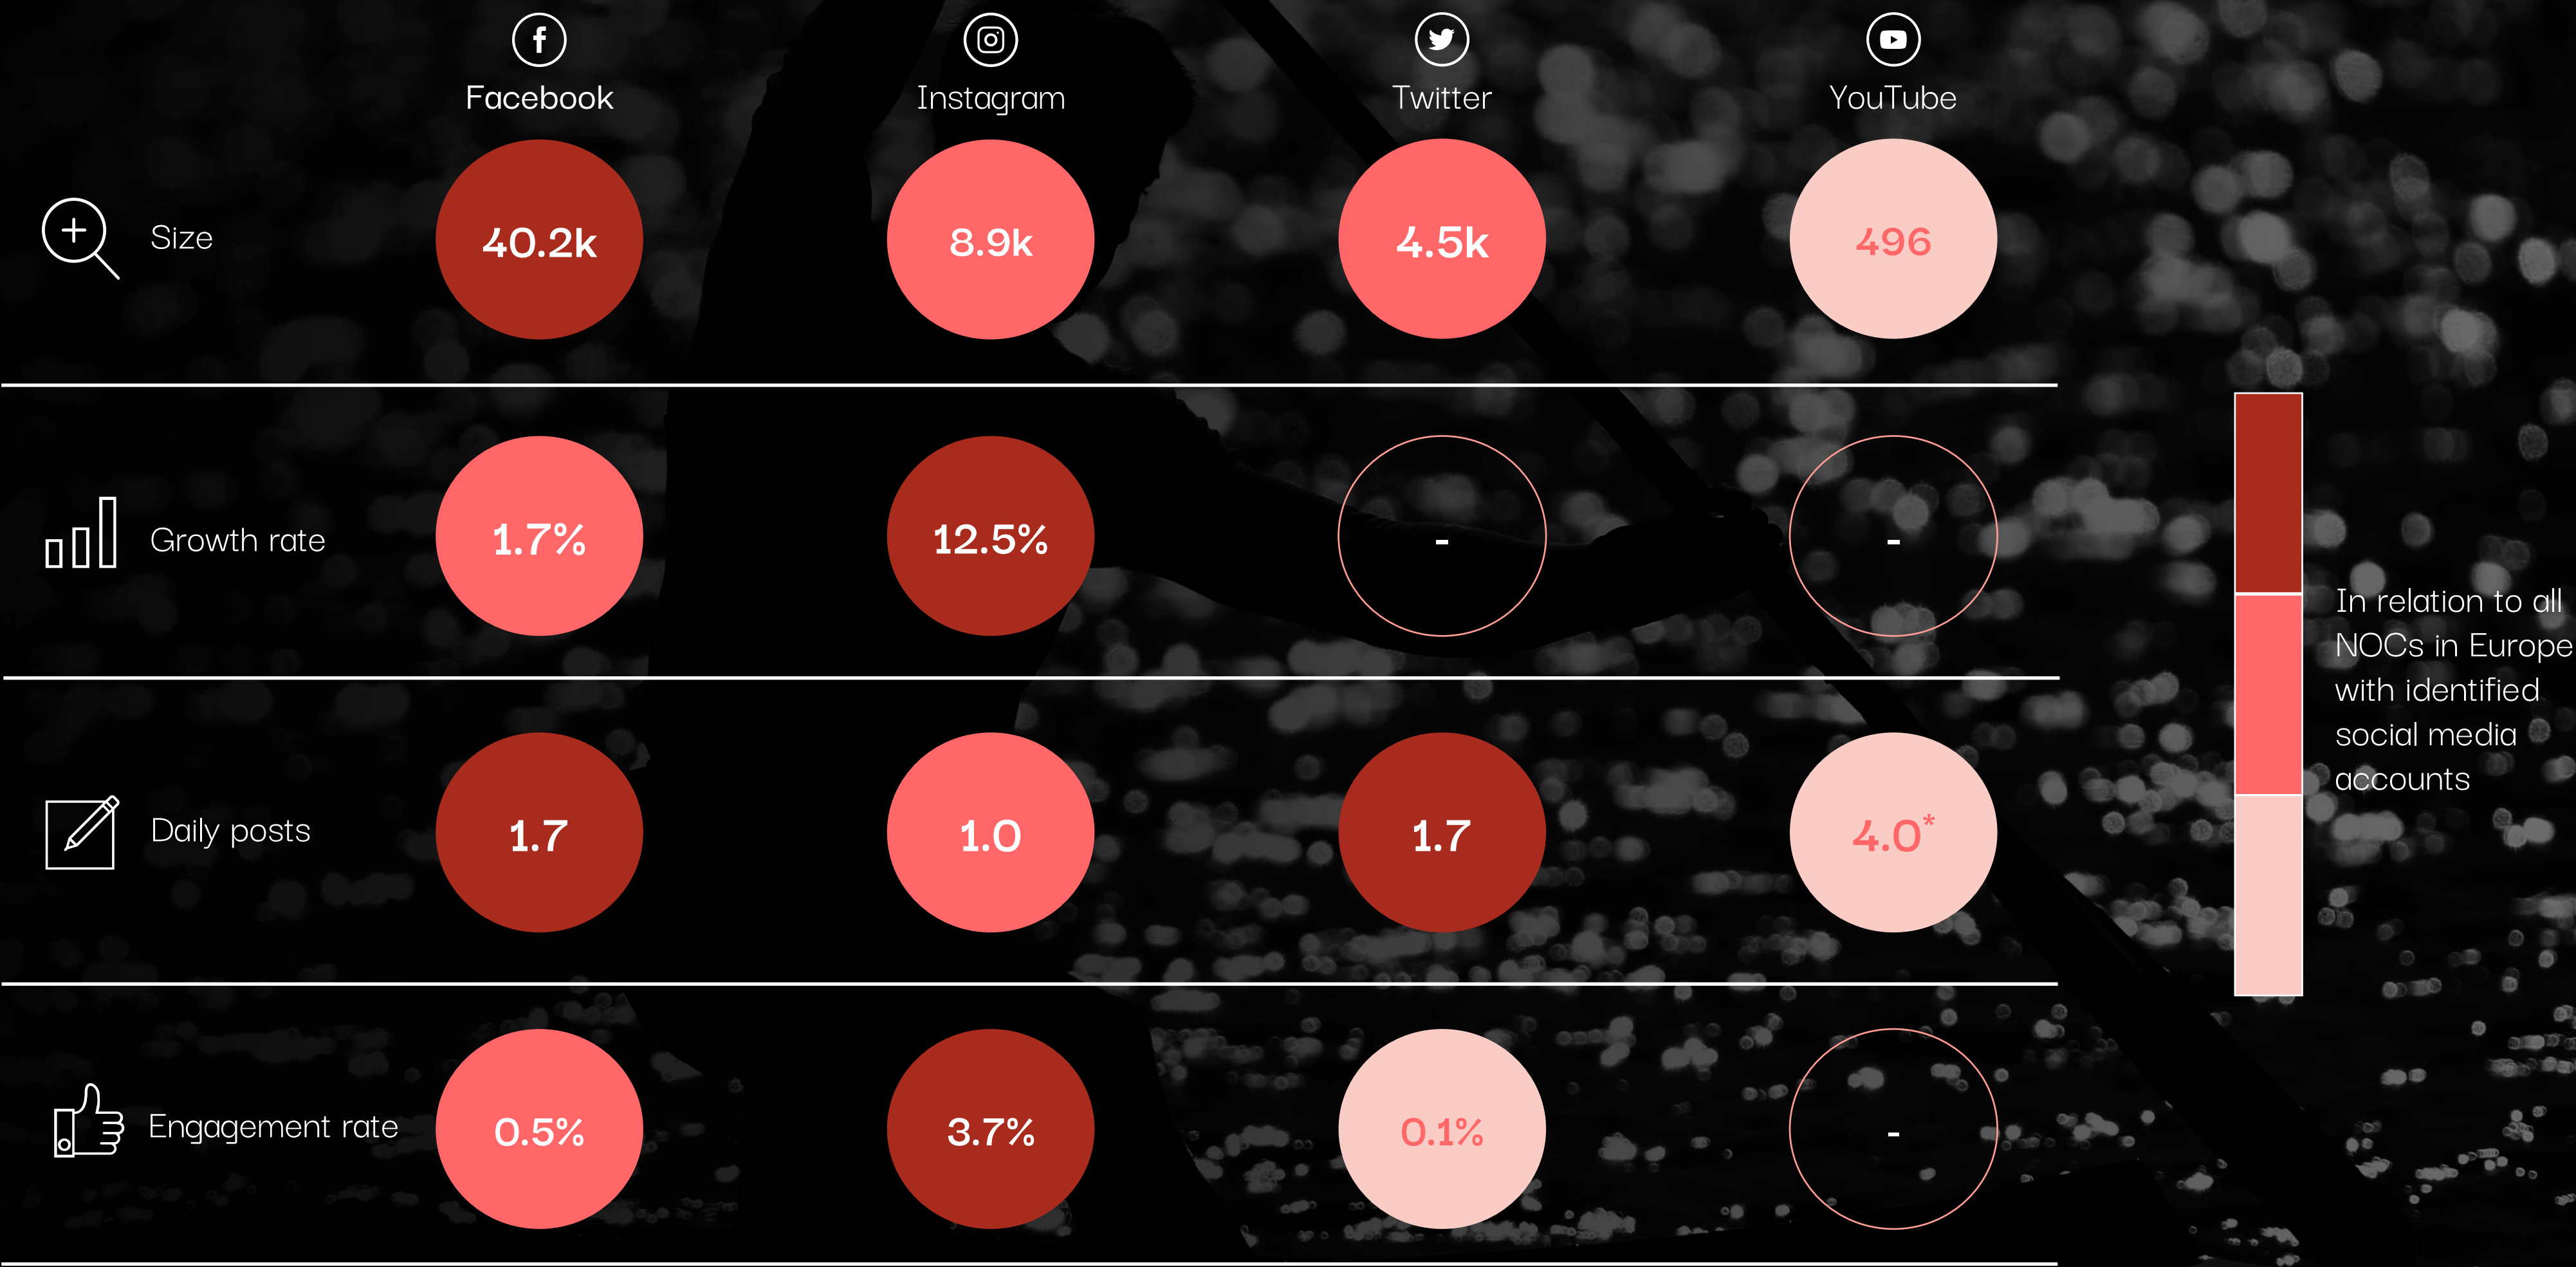 Facebook Instagram Twitter YouTube
Size 40.2k 8.9k 4.5k 496
Growth rate 1.7% 12.5% - -
Daily posts 1.7 1.0 1.7 4.0*
Engagement rate 0.5% 3.7% 0.1% -
In relation to all
NOCs in Europe
with identified
social media
accounts